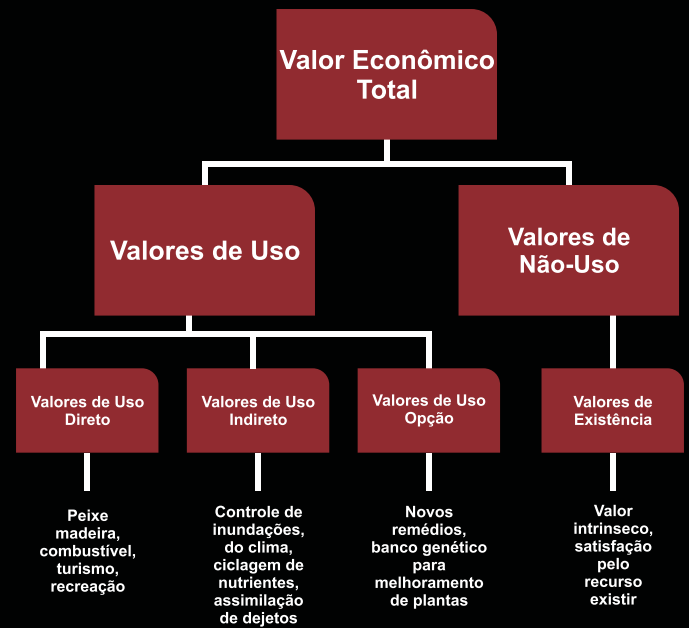 Valor Econômico
Total
Valores de Uso
Valores de
Não-Uso
Valores de Uso
Direto
Valores de Uso
Indireto
Valores de Uso
Opção
Valores de
Existência
Peixe
madeira,
combustível,
turismo,
recreação
Controle de
inundações,
do clima,
ciclagem de
nutrientes,
assimilação
de dejetos
Novos
remédios,
banco genético
para
melhoramento
de plantas
Valor
intrinseco,
satisfação
pelo
recurso
existir